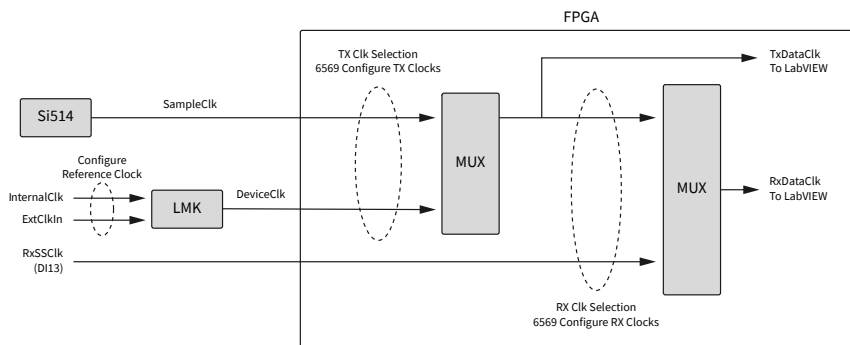 FPGA
TX Clk Selection
6569 Configure TX Clocks
TxDataClk
To LabVIEW
SampleClk
Si514
MUX
Configure
Reference Clock
InternalClk
ExtClkIn
LMK
DeviceClk
MUX
RxDataClk
To LabVIEW
RxSSClk
(DI13)
RX Clk Selection
6569 Configure RX Clocks